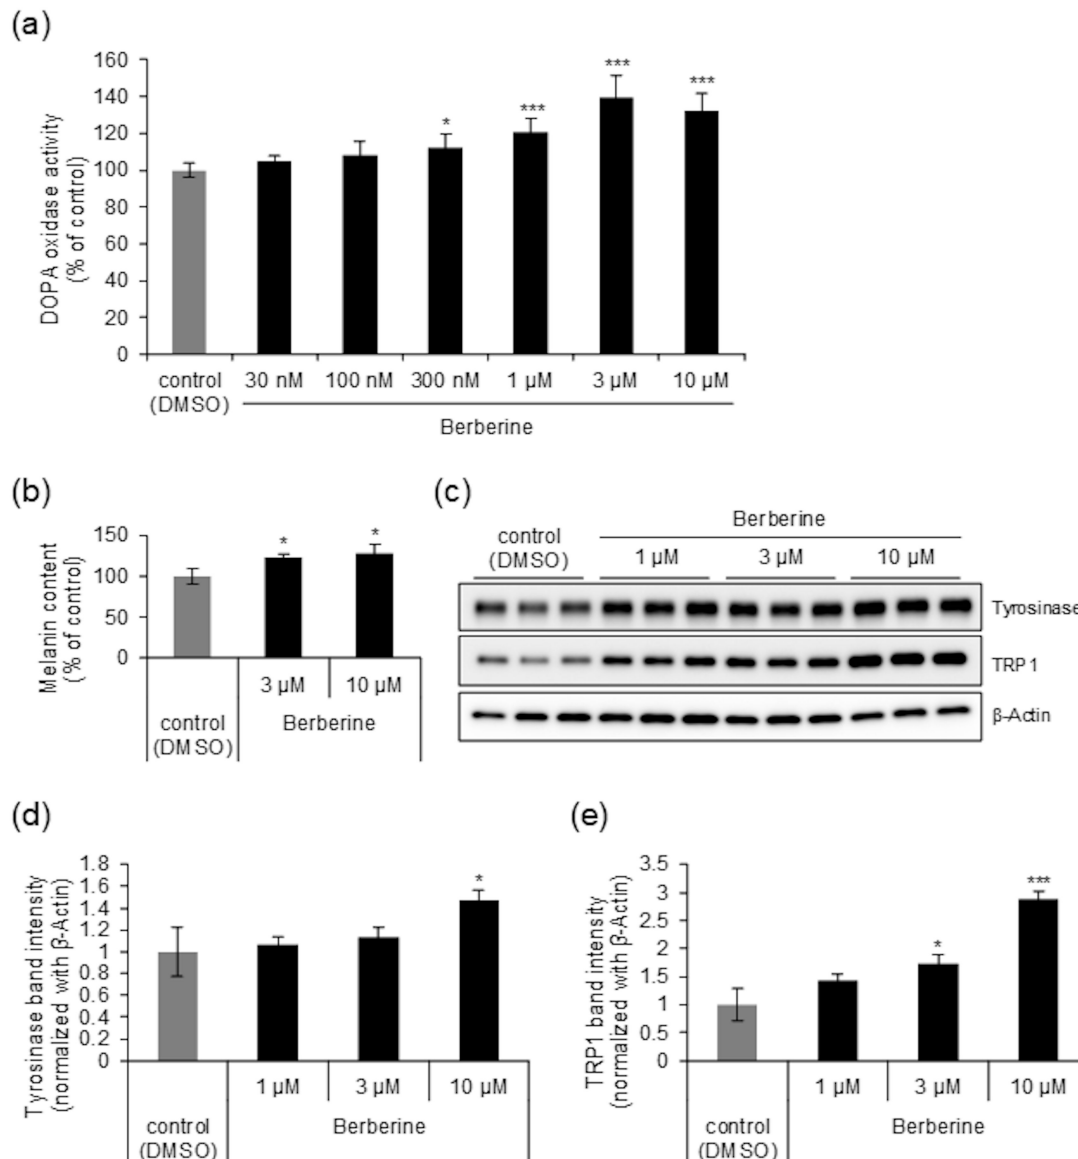 (a)
DOPA oxidase activity
(% of control)
160
140
120
100
80
60
40
20
0
* *** *** ***
control
(DMSO)
30 nM 100 nM 300 nM 1 µM 3 µM 10 µM
Berberine
(b)
Melanin content
(% of control)
150
100
50
0
* *
3 µM 10 µM
control
(DMSO)
Berberine
(c)
control
(DMSO)
Berberine
1 µM 3 µM 10 µM
Tyrosinase
TRP1
β-Actin
(d)
Tyrosinase band intensity
(normalized with β-Actin)
1.8
1.6
1.4
1.2
1
0.8
0.6
0.4
0.2
0
*
1 µM 3 µM 10 µM
control
(DMSO)
Berberine
(e)
TRP1 band intensity
(normalized with β-Actin)
3.5
3
2.5
2
1.5
1
0.5
0
* ***
1 µM 3 µM 10 µM
control
(DMSO)
Berberine